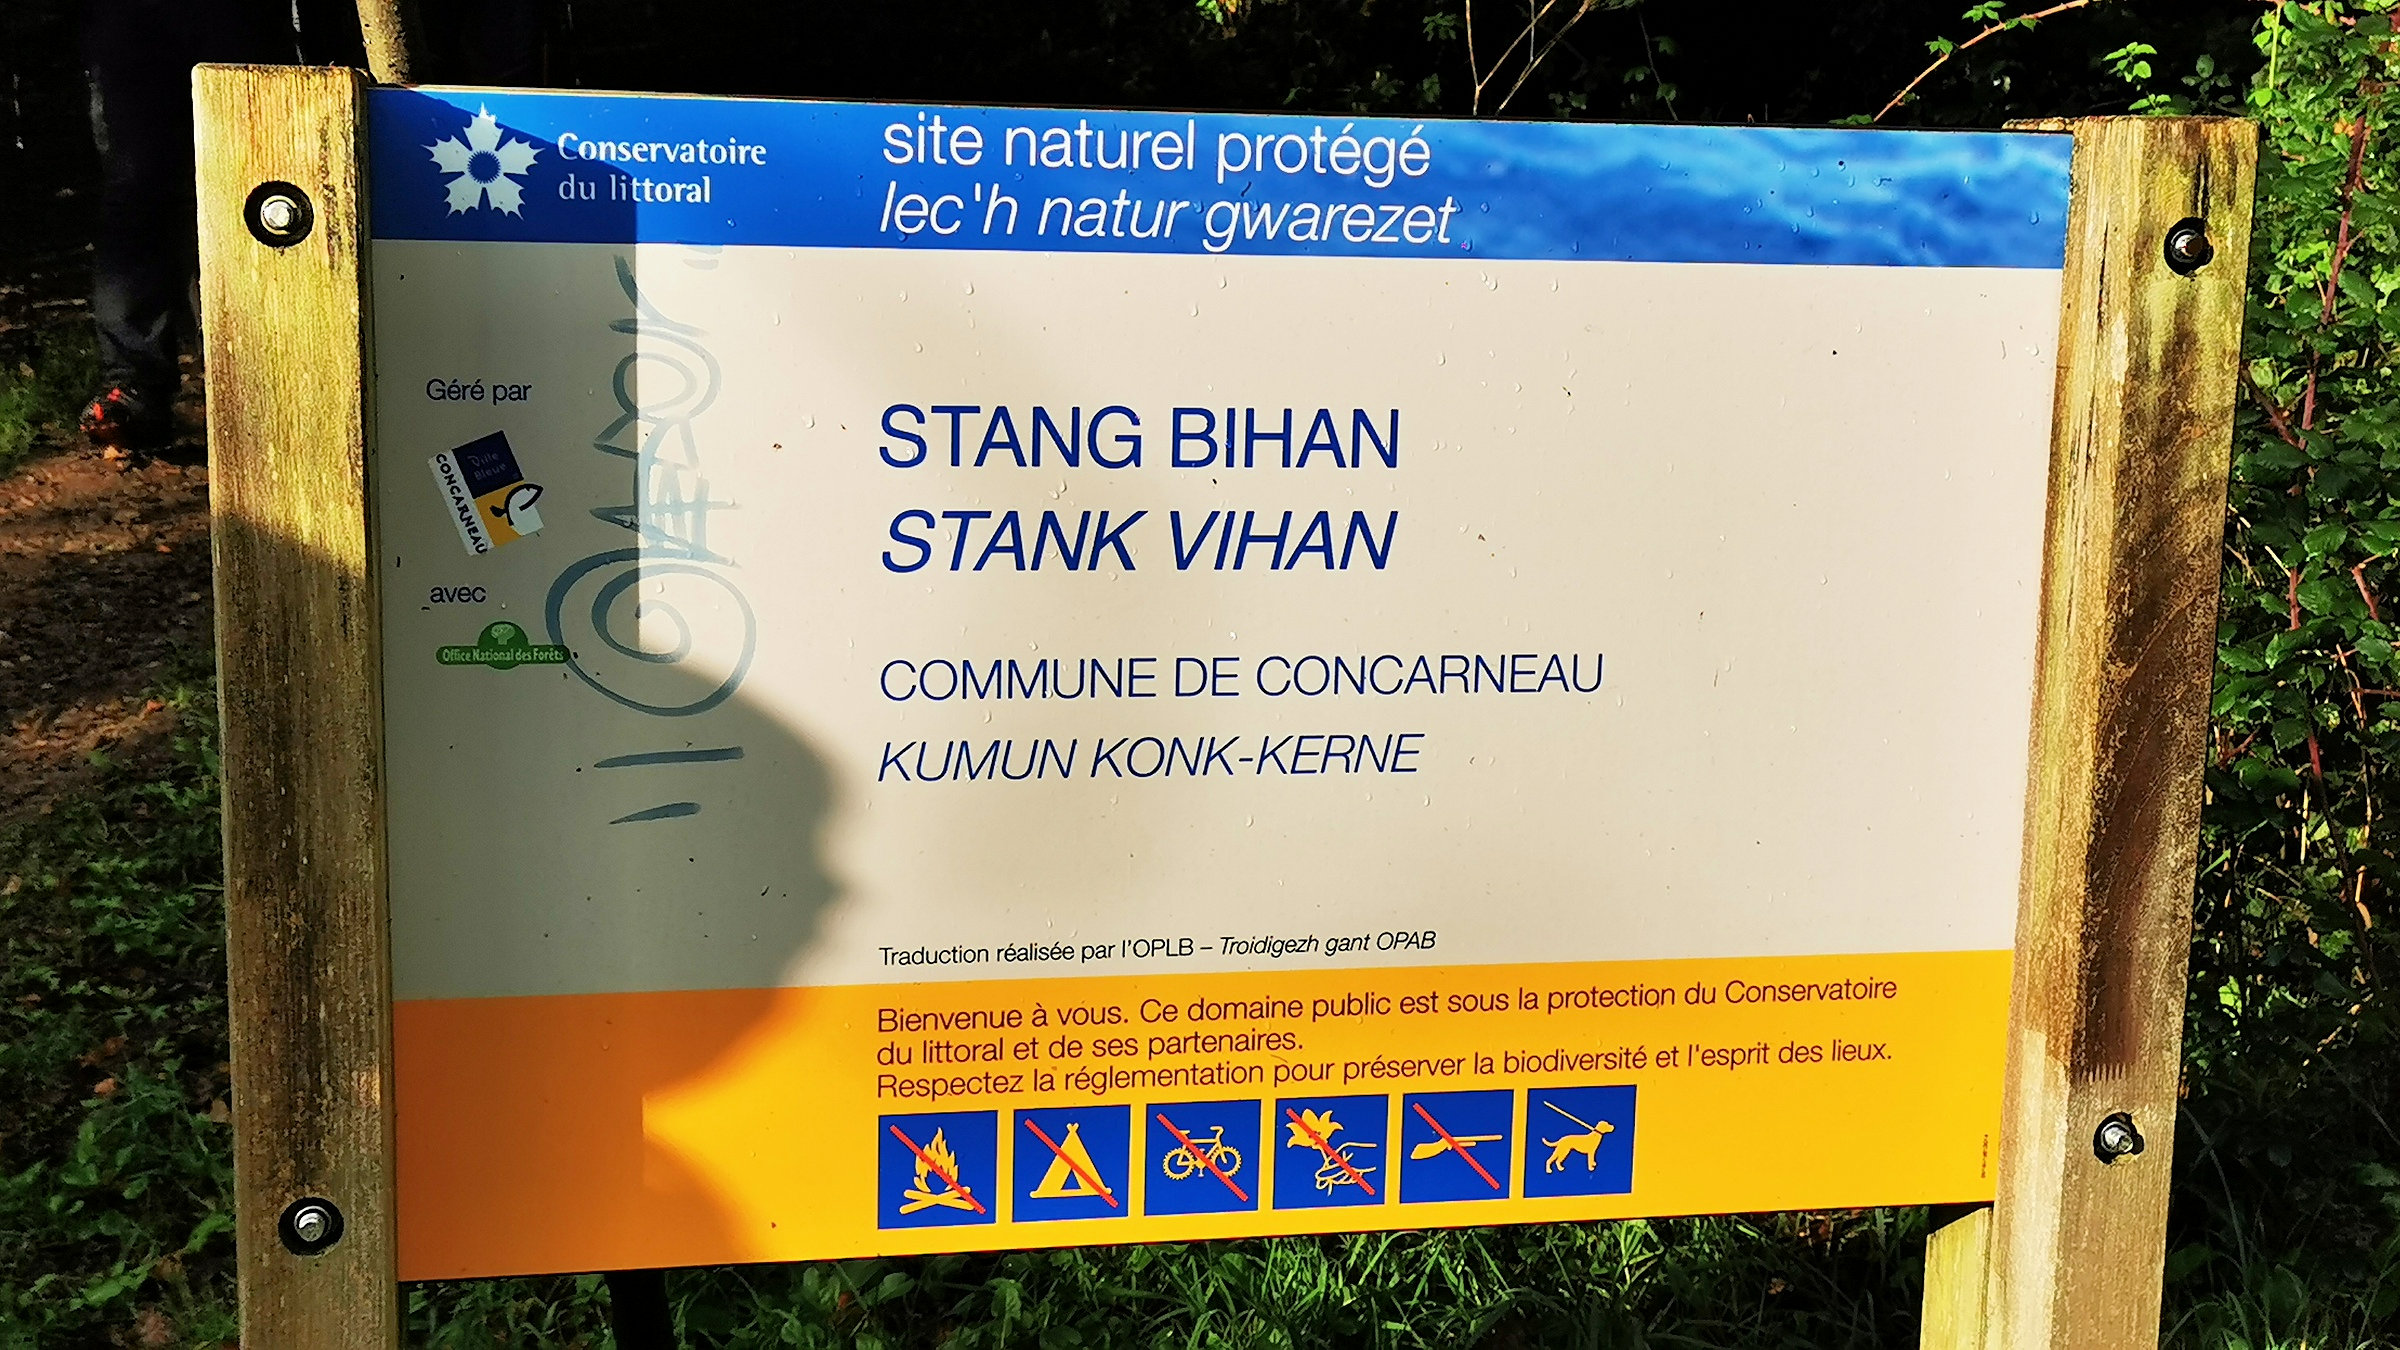 Conservatoire
du littoral
site naturel protégé
lec'h natur gwarezet
Géré par
Ville
Bleue
CONCARNEAU
avec
Office National des Forêts
STANG BIHAN
STANK VIHAN
COMMUNE DE CONCARNEAU
KUMUN KONK-KERNE
Traduction réalisée par l'OPLB – Troidigezh gant OPAB
Bienvenue à vous. Ce domaine public est sous la protection du Conservatoire
du littoral et de ses partenaires.
Respectez la réglementation pour préserver la biodiversité et l'esprit des lieux.